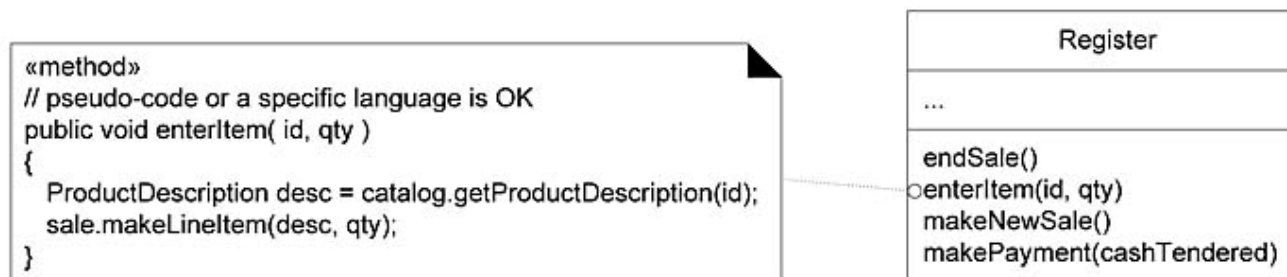 «method»
// pseudo-code or a specific language is OK
public void enterItem( id, qty )
{
ProductDescription desc = catalog.getProductDescription(id);
sale.makeLineItem(desc, qty);
}
Register
...
endSale()
enterItem(id, qty)
makeNewSale()
makePayment(cashTendered)